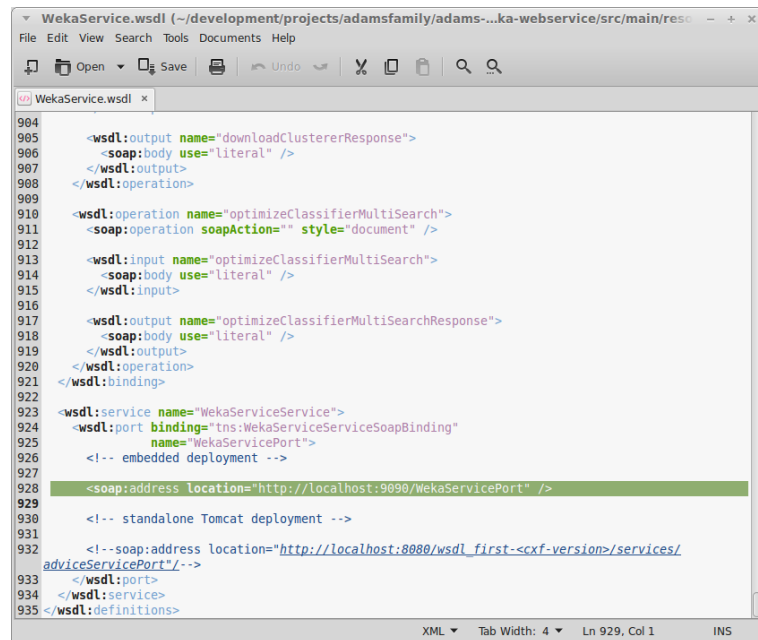 WekaService.wsdl (~/development/projects/adamsfamily/adams-...ka-webservice/src/main/reso
File Edit View Search Tools Documents Help
Open Save Undo
WekaService.wsdl ×
904
905 <wsdl:output name="downloadClustererResponse">
906 <soap:body use="literal" />
907 </wsdl:output>
908 </wsdl:operation>
909
910 <wsdl:operation name="optimizeClassifierMultiSearch">
911 <soap:operation soapAction="" style="document" />
912
913 <wsdl:input name="optimizeClassifierMultiSearch">
914 <soap:body use="literal" />
915 </wsdl:input>
916
917 <wsdl:output name="optimizeClassifierMultiSearchResponse">
918 <soap:body use="literal" />
919 </wsdl:output>
920 </wsdl:operation>
921 </wsdl:binding>
922
923 <wsdl:service name="WekaServiceService">
924 <wsdl:port binding="tns:WekaServiceServiceSoapBinding"
925 name="WekaServicePort">
926 <!-- embedded deployment -->
927
928 <soap:address location="http://localhost:9090/WekaServicePort" />
929
930 <!-- standalone Tomcat deployment -->
931
932 <!--soap:address location="http://localhost:8080/wsdl_first-<cxf-version>/services/
adviceServicePort"/-->
933 </wsdl:port>
934 </wsdl:service>
935 </wsdl:definitions>
XML Tab Width: 4 Ln 929, Col 1 INS